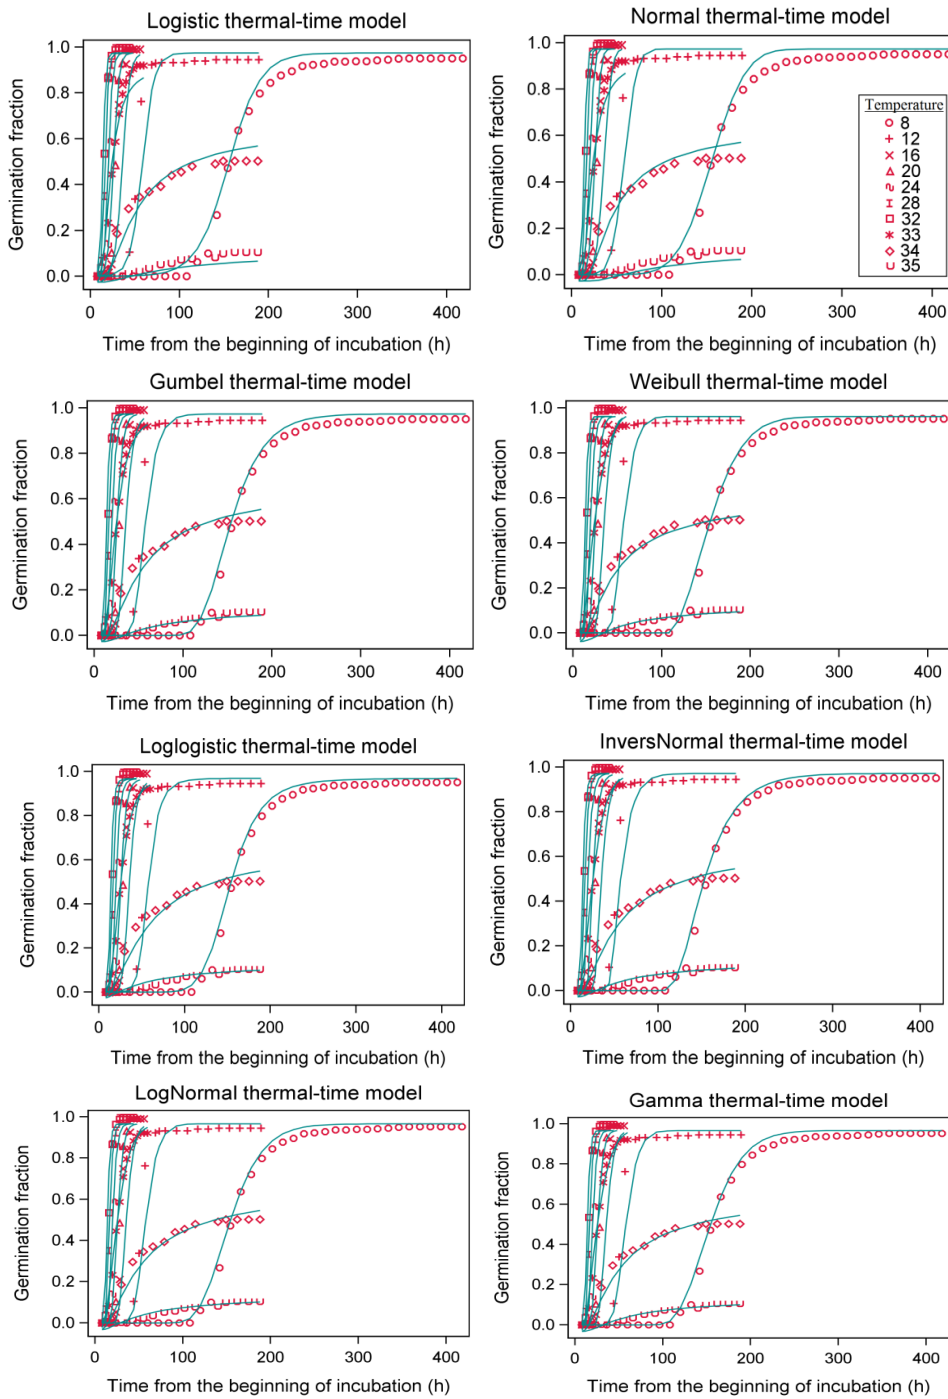 Logistic thermal-time model
Germination fraction
1.0
0.8
0.6
0.4
0.2
0.0
0 100 200 300 400
Time from the beginning of incubation (h)
Normal thermal-time model
Germination fraction
1.0
0.8
0.6
0.4
0.2
0.0
Temperature
8
12
16
20
24
28
32
33
34
35
0 100 200 300 400
Time from the beginning of incubation (h)
Gumbel thermal-time model
Germination fraction
1.0
0.8
0.6
0.4
0.2
0.0
0 100 200 300 400
Time from the beginning of incubation (h)
Weibull thermal-time model
Germination fraction
1.0
0.8
0.6
0.4
0.2
0.0
0 100 200 300 400
Time from the beginning of incubation (h)
Loglogistic thermal-time model
Germination fraction
1.0
0.8
0.6
0.4
0.2
0.0
0 100 200 300 400
Time from the beginning of incubation (h)
InversNormal thermal-time model
Germination fraction
1.0
0.8
0.6
0.4
0.2
0.0
0 100 200 300 400
Time from the beginning of incubation (h)
LogNormal thermal-time model
Germination fraction
1.0
0.8
0.6
0.4
0.2
0.0
0 100 200 300 400
Time from the beginning of incubation (h)
Gamma thermal-time model
Germination fraction
1.0
0.8
0.6
0.4
0.2
0.0
0 100 200 300 400
Time from the beginning of incubation (h)